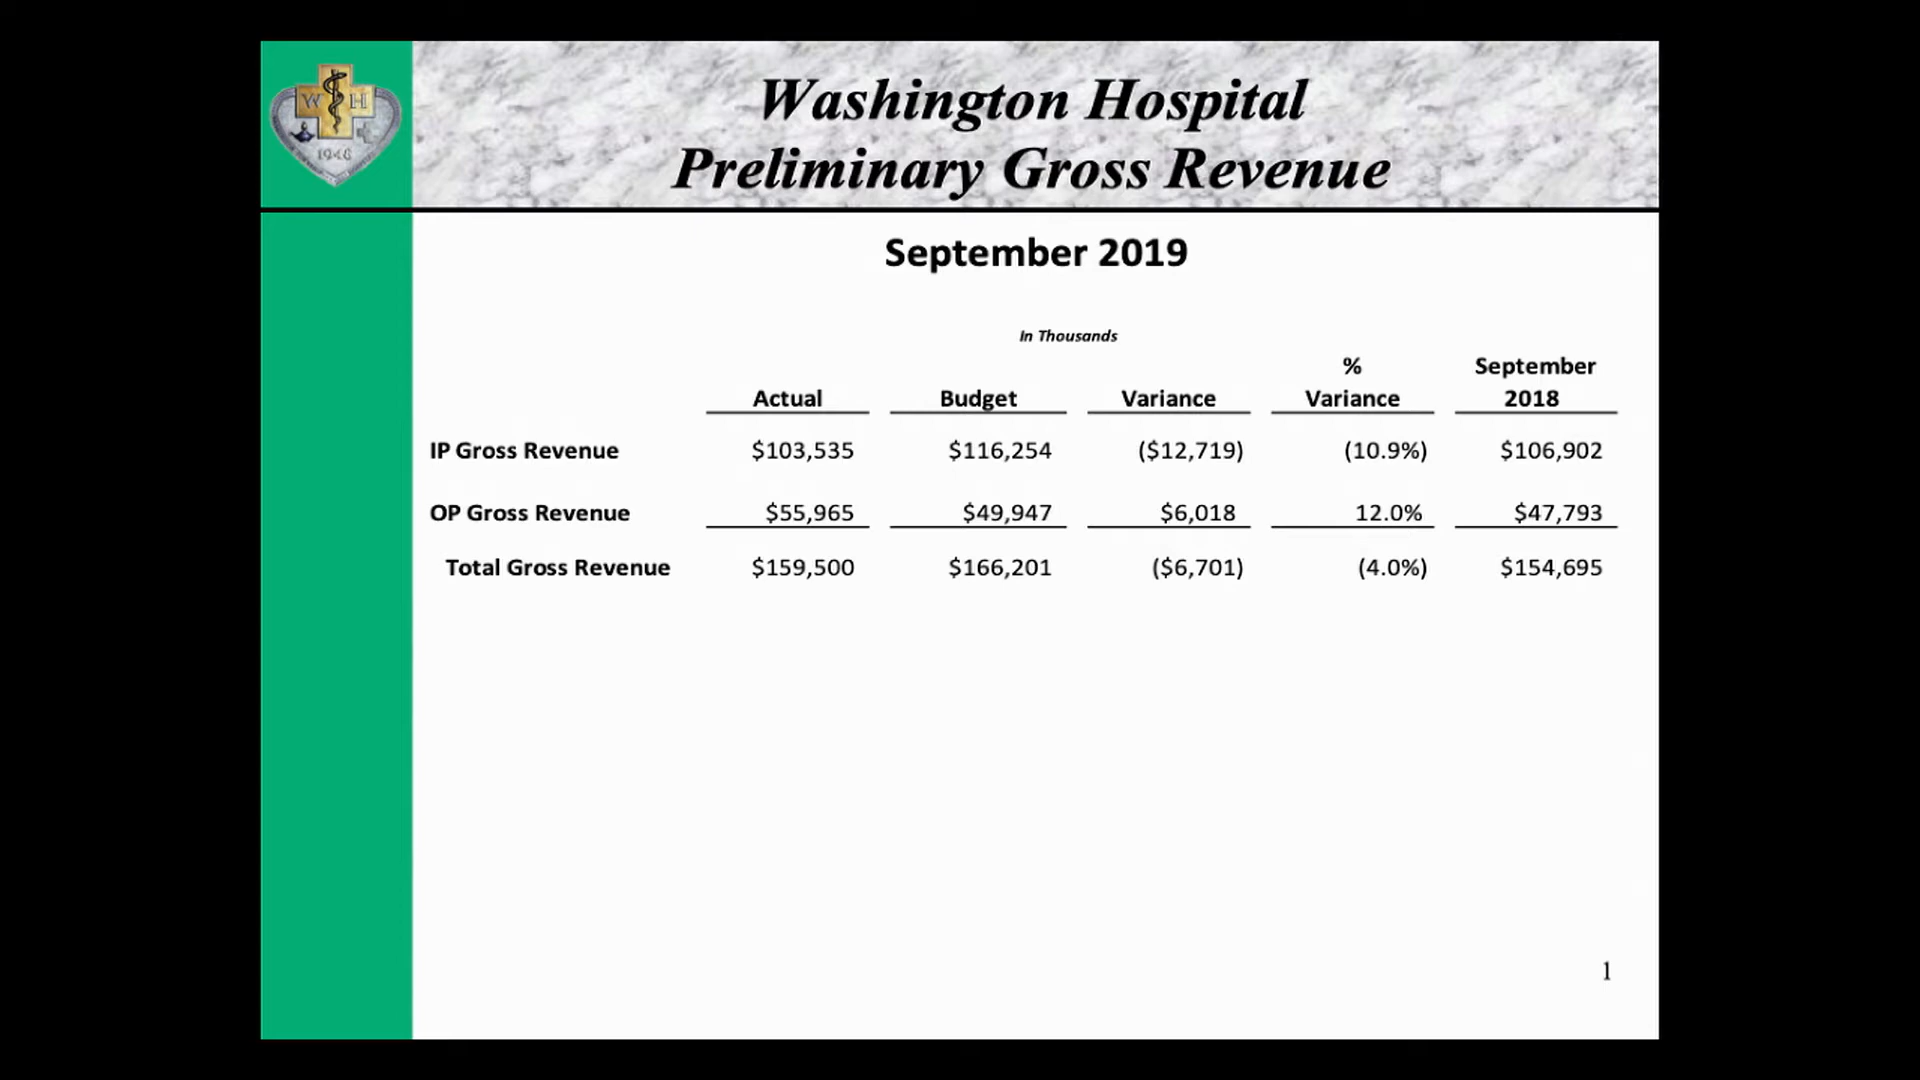 W H
1948
Washington Hospital
Preliminary Gross Revenue
September 2019
In Thousands
Actual Budget Variance % Variance September 2018
IP Gross Revenue $103,535 $116,254 ($12,719) (10.9%) $106,902
OP Gross Revenue $55,965 $49,947 $6,018 12.0% $47,793
Total Gross Revenue $159,500 $166,201 ($6,701) (4.0%) $154,695
1